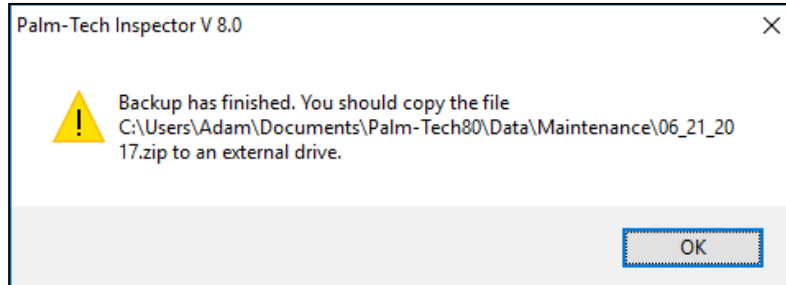 Palm-Tech Inspector V 8.0
Backup has finished. You should copy the file
C:\Users\Adam\Documents\Palm-Tech80\Data\Maintenance\06_21_20
17.zip to an external drive.
OK